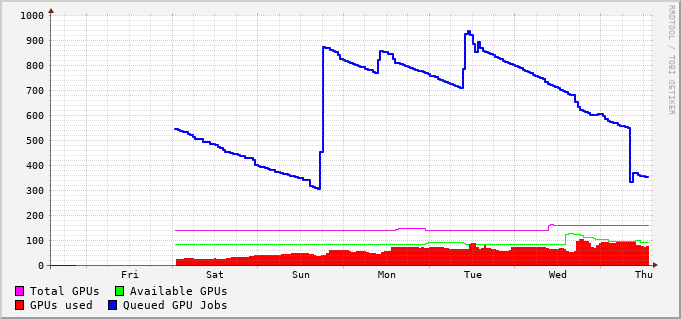 1000
900
800
700
600
500
400
300
200
100
0
Fri Sat Sun Mon Tue Wed Thu
Total GPUs Available GPUs
GPUs used Queued GPU Jobs
RRDTOOL / TOBI OETIKER